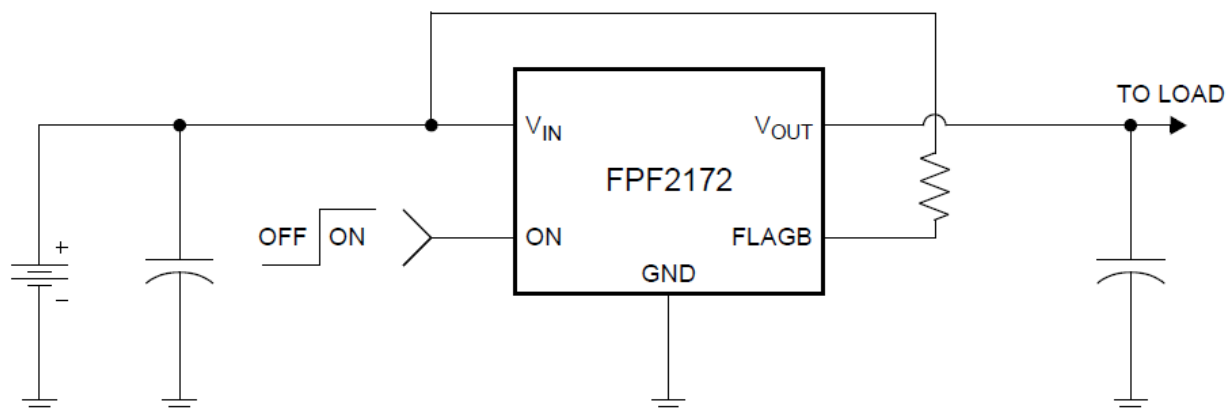 TO LOAD
VIN
VOUT
FPF2172
OFF
ON
ON
FLAGB
GND
+
–